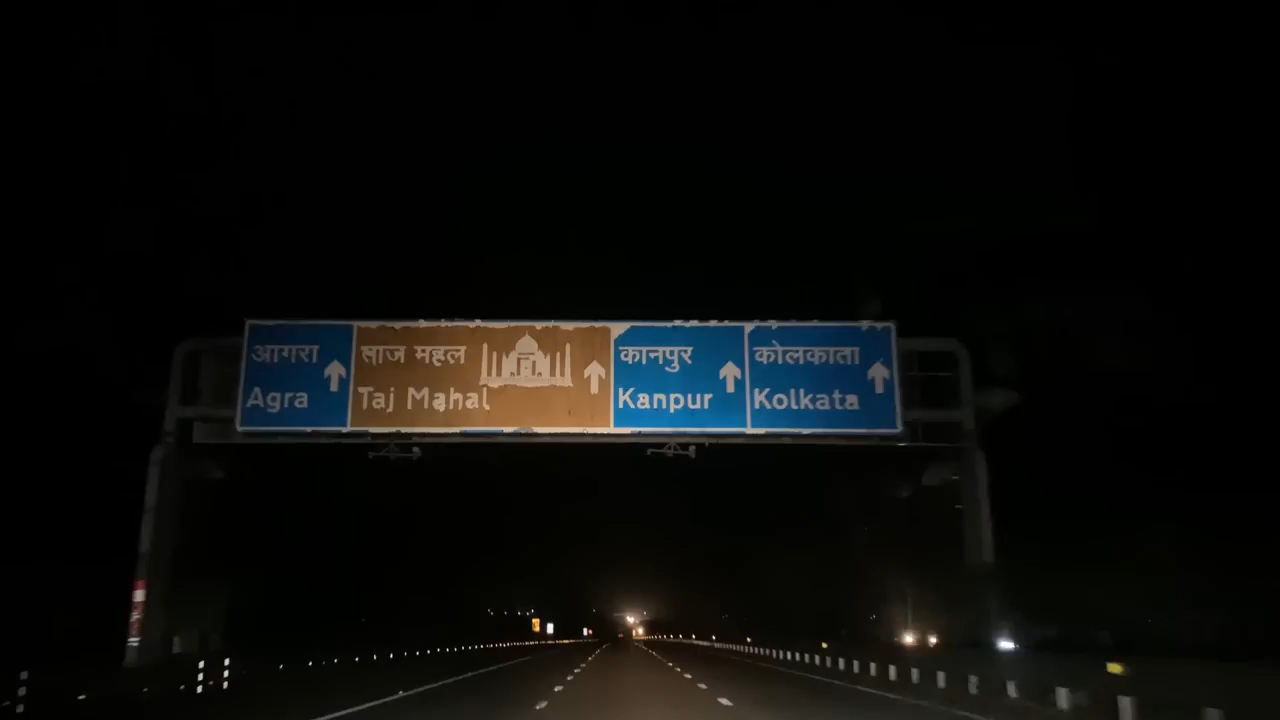 आगरा
Agra
ताज महल
Taj Mahal
कानपुर
Kanpur
कोलकाता
Kolkata